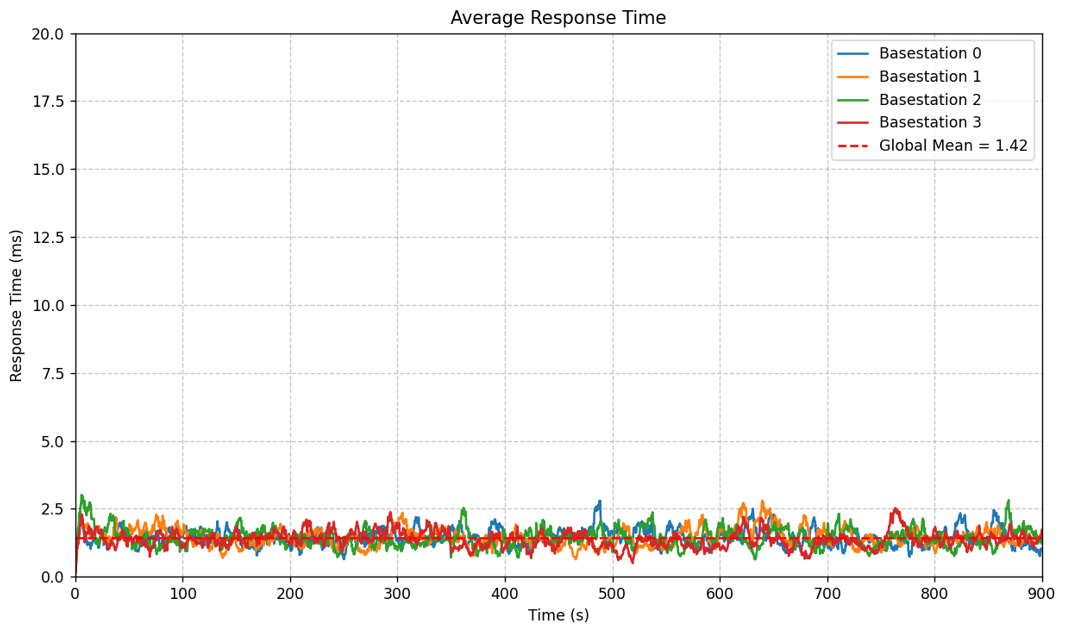 Average Response Time
Response Time (ms)
20.0
17.5
15.0
12.5
10.0
7.5
5.0
2.5
0.0
Basestation 0
Basestation 1
Basestation 2
Basestation 3
Global Mean = 1.42
0 100 200 300 400 500 600 700 800 900
Time (s)